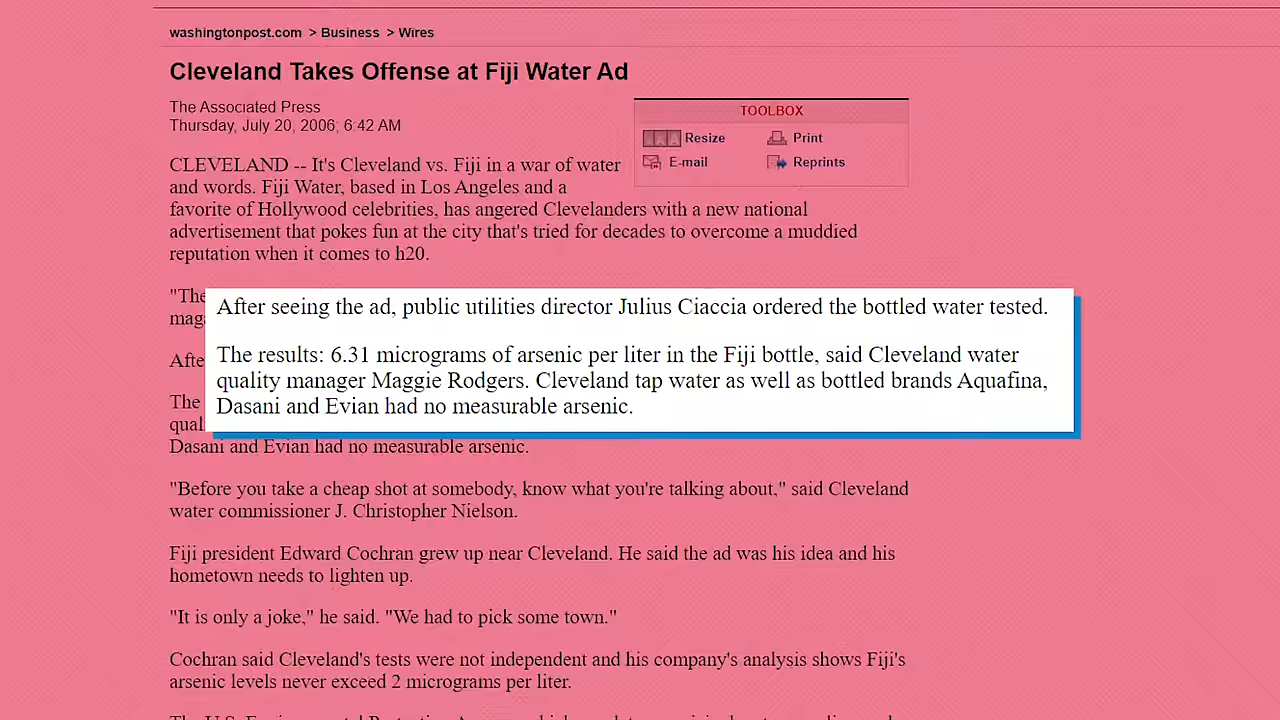 washingtonpost.com > Business > Wires
Cleveland Takes Offense at Fiji Water Ad
The Associated Press
Thursday, July 20, 2006; 6:42 AM
TOOLBOX
Resize Print
E-mail Reprints
CLEVELAND -- It's Cleveland vs. Fiji in a war of water
and words. Fiji Water, based in Los Angeles and a
favorite of Hollywood celebrities, has angered Clevelanders with a new national
advertisement that pokes fun at the city that's tried for decades to overcome a muddied
reputation when it comes to h20.
"The
After seeing the ad, public utilities director Julius Ciaccia ordered the bottled water tested.
The results: 6.31 micrograms of arsenic per liter in the Fiji bottle, said Cleveland water
quality manager Maggie Rodgers. Cleveland tap water as well as bottled brands Aquafina,
Dasani and Evian had no measurable arsenic.
The
Dasani and Evian had no measurable arsenic.
"Before you take a cheap shot at somebody, know what you're talking about," said Cleveland
water commissioner J. Christopher Nielson.
Fiji president Edward Cochran grew up near Cleveland. He said the ad was his idea and his
hometown needs to lighten up.
"It is only a joke," he said. "We had to pick some town."
Cochran said Cleveland's tests were not independent and his company's analysis shows Fiji's
arsenic levels never exceed 2 micrograms per liter.